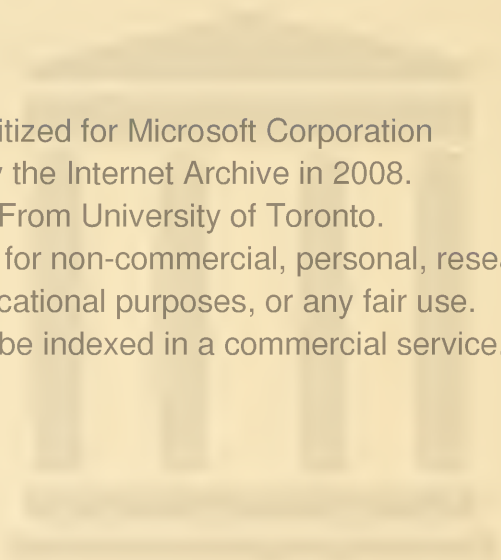 itized for Microsoft Corporation
the Internet Archive in 2008.
From University of Toronto.
for non-commercial, personal, rese
cational purposes, or any fair use.
be indexed in a commercial service.